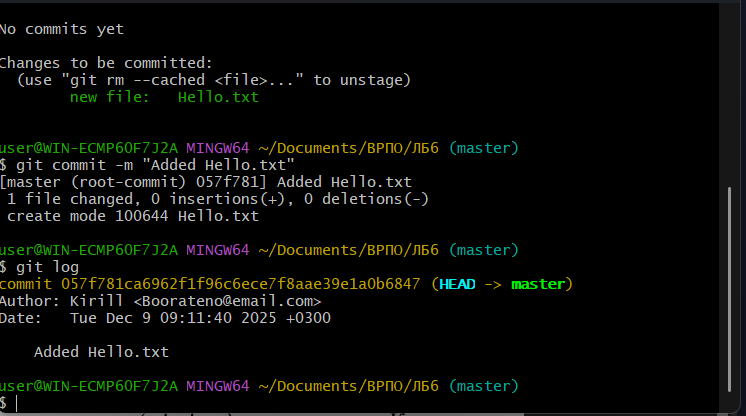 No commits yet
Changes to be committed:
(use "git rm --cached <file>..." to unstage)
new file: Hello.txt
user@WIN-ECMP60F7J2A MINGW64 ~/Documents/ВРПО/ЛБ6 (master)
$ git commit -m "Added Hello.txt"
[master (root-commit) 057f781] Added Hello.txt
1 file changed, 0 insertions(+), 0 deletions(-)
create mode 100644 Hello.txt
user@WIN-ECMP60F7J2A MINGW64 ~/Documents/ВРПО/ЛБ6 (master)
$ git log
commit 057f781ca6962f1f96c6ece7f8aae39e1a0b6847 (HEAD -> master)
Author: Kirill <Boorateno@email.com>
Date: Tue Dec 9 09:11:40 2025 +0300
Added Hello.txt
user@WIN-ECMP60F7J2A MINGW64 ~/Documents/ВРПО/ЛБ6 (master)
$